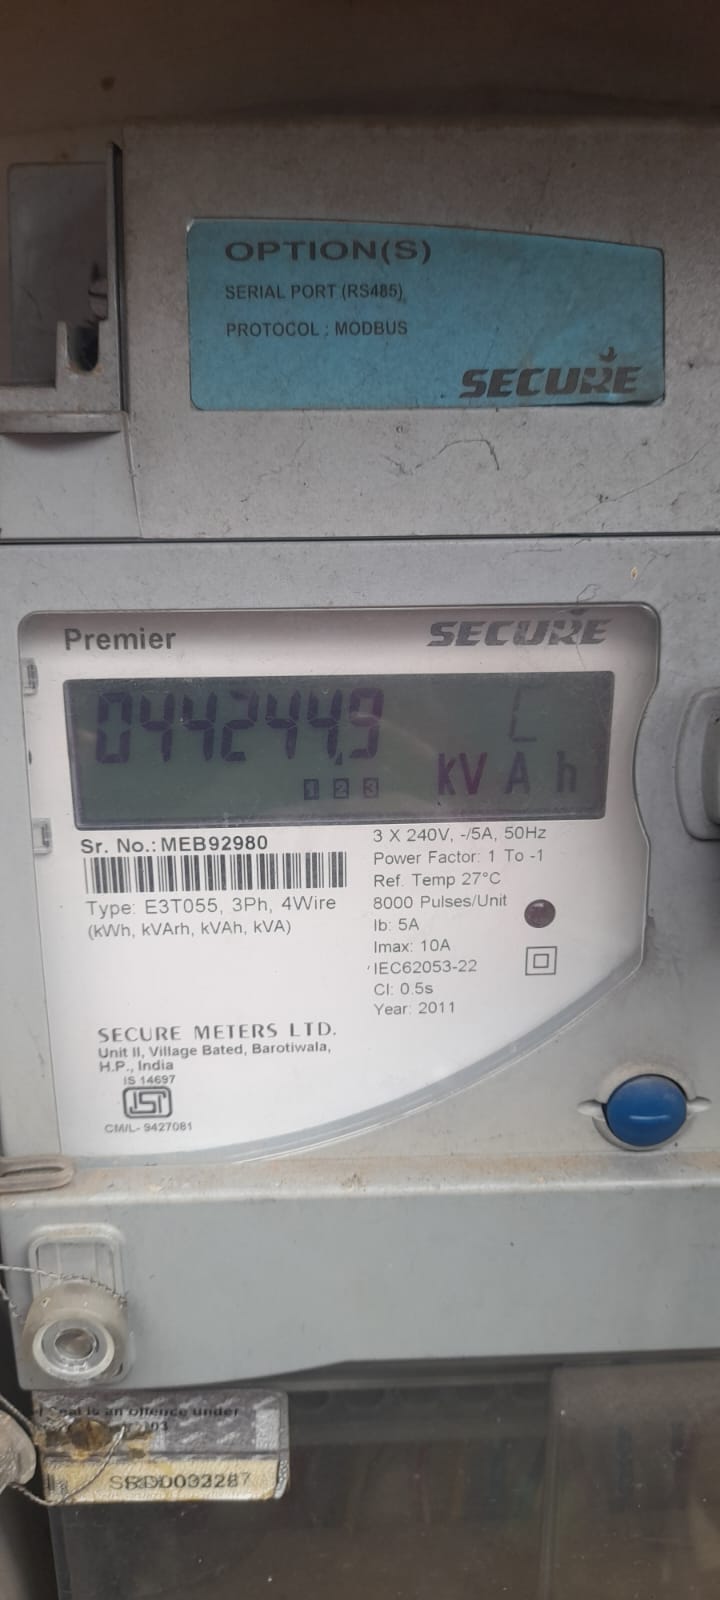 OPTION(S)
SERIAL PORT (RS485)
PROTOCOL : MODBUS
SECURE
Premier
SECURE
044244.9
C
1 2 3
kVAh
Sr. No.: MEB92980
Type: E3T055, 3Ph, 4Wire
(kWh, kVArh, kVAh, kVA)
3 X 240V, -/5A, 50Hz
Power Factor: 1 To -1
Ref. Temp 27°C
8000 Pulses/Unit
Ib: 5A
Imax: 10A
IEC62053-22
Cl: 0.5s
Year: 2011
SECURE METERS LTD.
Unit II, Village Bated, Barotiwala,
H.P., India
IS 14697
ISI
CM/L- 9427081
Seal is an offence under